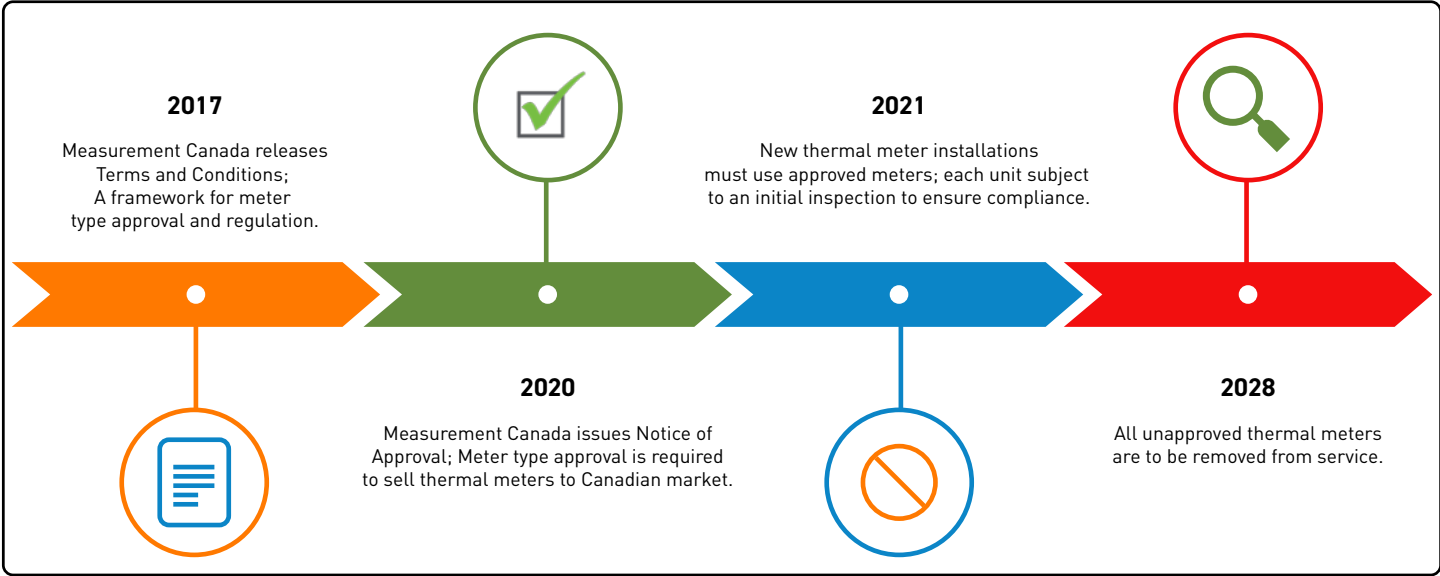 2017
Measurement Canada releases
Terms and Conditions;
A framework for meter
type approval and regulation.
2020
Measurement Canada issues Notice of
Approval; Meter type approval is required
to sell thermal meters to Canadian market.
2021
New thermal meter installations
must use approved meters; each unit subject
to an initial inspection to ensure compliance.
2028
All unapproved thermal meters
are to be removed from service.